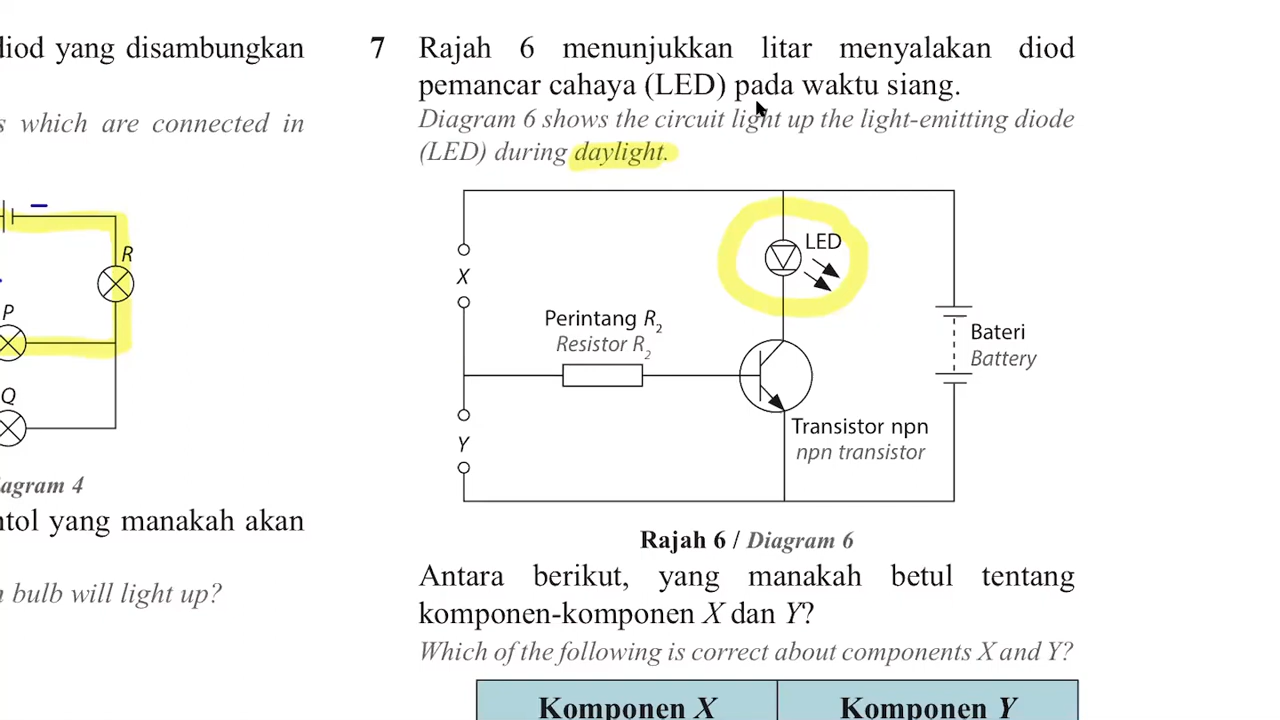 diod yang disambungkan
s which are connected in
R
P
Q
agram 4
ntol yang manakah akan
n bulb will light up?
7 Rajah 6 menunjukkan litar menyalakan diod
pemancar cahaya (LED) pada waktu siang.
Diagram 6 shows the circuit light up the light-emitting diode
(LED) during daylight.
LED
X
Perintang R2
Resistor R2
Bateri
Battery
Transistor npn
npn transistor
Y
Rajah 6 / Diagram 6
Antara berikut, yang manakah betul tentang
komponen-komponen X dan Y?
Which of the following is correct about components X and Y?
Komponen X Komponen Y